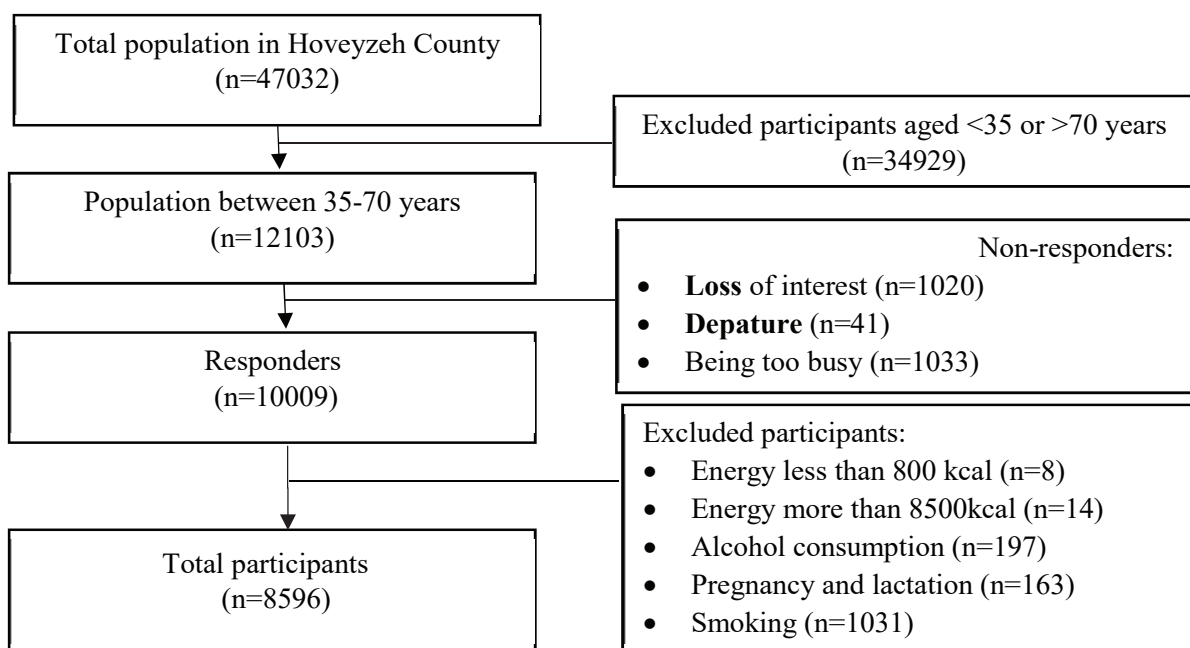 Total population in Hoveyzeh County
(n=47032)
Excluded participants aged <35 or >70 years
(n=34929)
Population between 35-70 years
(n=12103)
Non-responders:
• Loss of interest (n=1020)
• Depature (n=41)
• Being too busy (n=1033)
Responders
(n=10009)
Excluded participants:
• Energy less than 800 kcal (n=8)
• Energy more than 8500kcal (n=14)
• Alcohol consumption (n=197)
• Pregnancy and lactation (n=163)
• Smoking (n=1031)
Total participants
(n=8596)